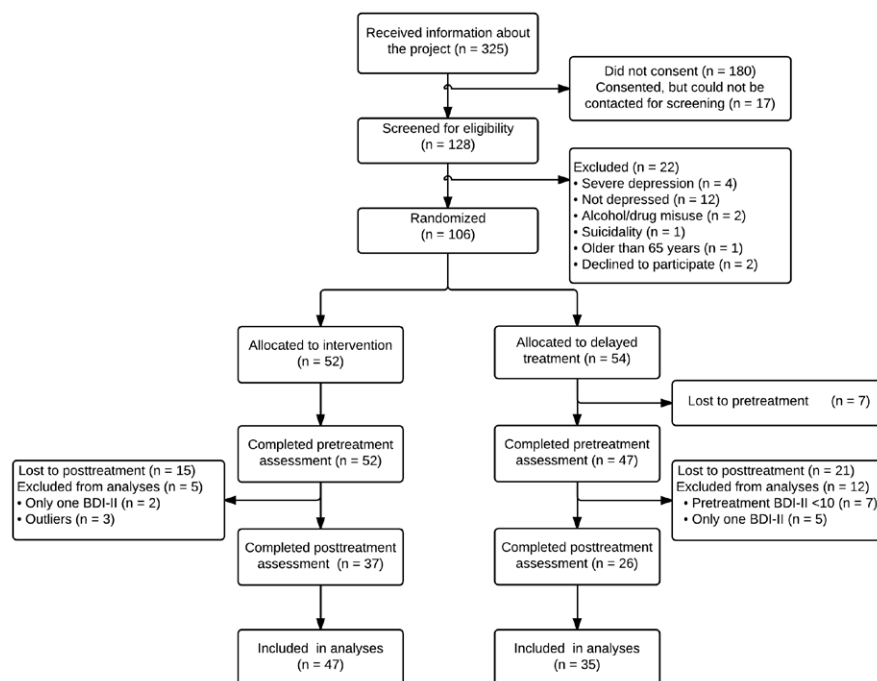 Received information about
the project (n = 325)
Did not consent (n = 180)
Consented, but could not be
contacted for screening (n = 17)
Screened for eligibility
(n = 128)
Excluded (n = 22)
• Severe depression (n = 4)
• Not depressed (n = 12)
• Alcohol/drug misuse (n = 2)
• Suicidality (n = 1)
• Older than 65 years (n = 1)
• Declined to participate (n = 2)
Randomized
(n = 106)
Allocated to intervention
(n = 52)
Allocated to delayed
treatment (n = 54)
Lost to pretreatment (n = 7)
Completed pretreatment
assessment (n = 52)
Completed pretreatment
assessment (n = 47)
Lost to posttreatment (n = 15)
Excluded from analyses (n = 5)
• Only one BDI-II (n = 2)
• Outliers (n = 3)
Lost to posttreatment (n = 21)
Excluded from analyses (n = 12)
• Pretreatment BDI-II <10 (n = 7)
• Only one BDI-II (n = 5)
Completed posttreatment
assessment (n = 37)
Completed posttreatment
assessment (n = 26)
Included in analyses
(n = 47)
Included in analyses
(n = 35)